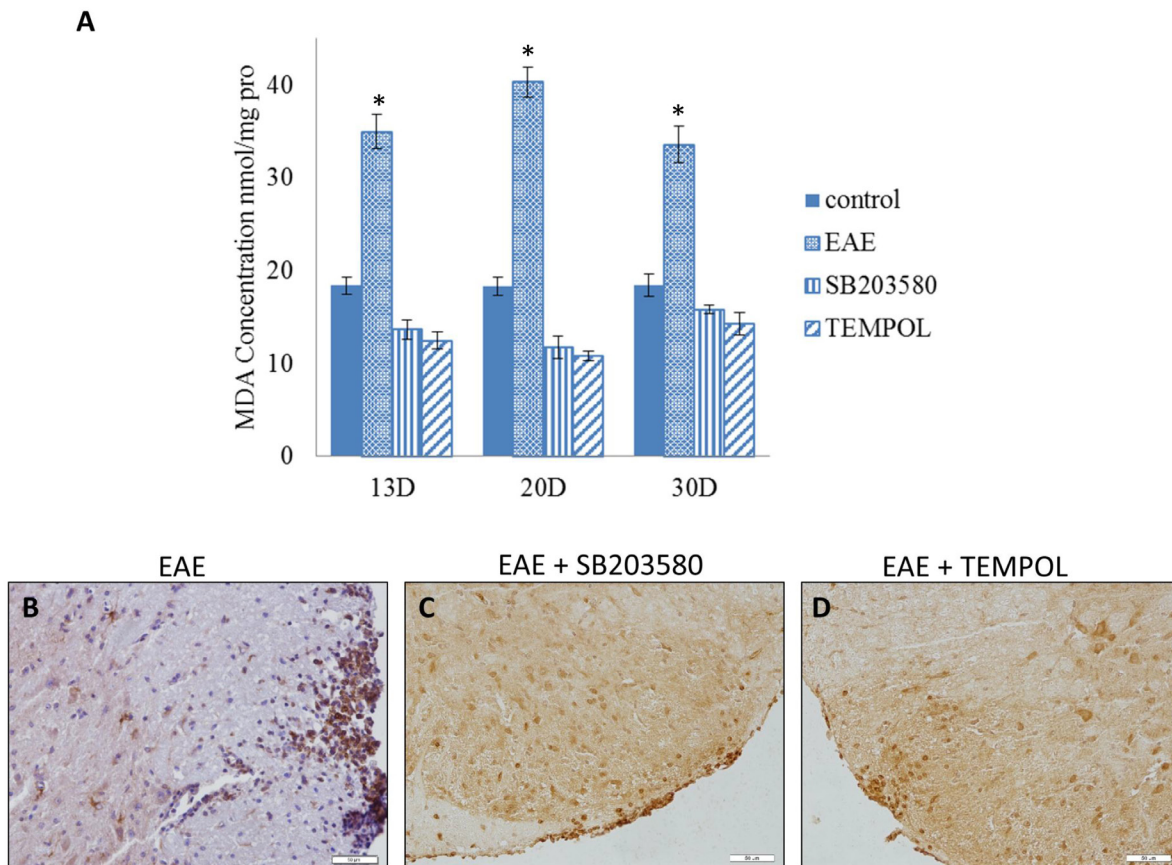 A
MDA Concentration nmol/mg pro
40
30
20
10
0
*
*
*
13D
20D
30D
control
EAE
SB203580
TEMPOL
EAE
EAE + SB203580
EAE + TEMPOL
B
C
D